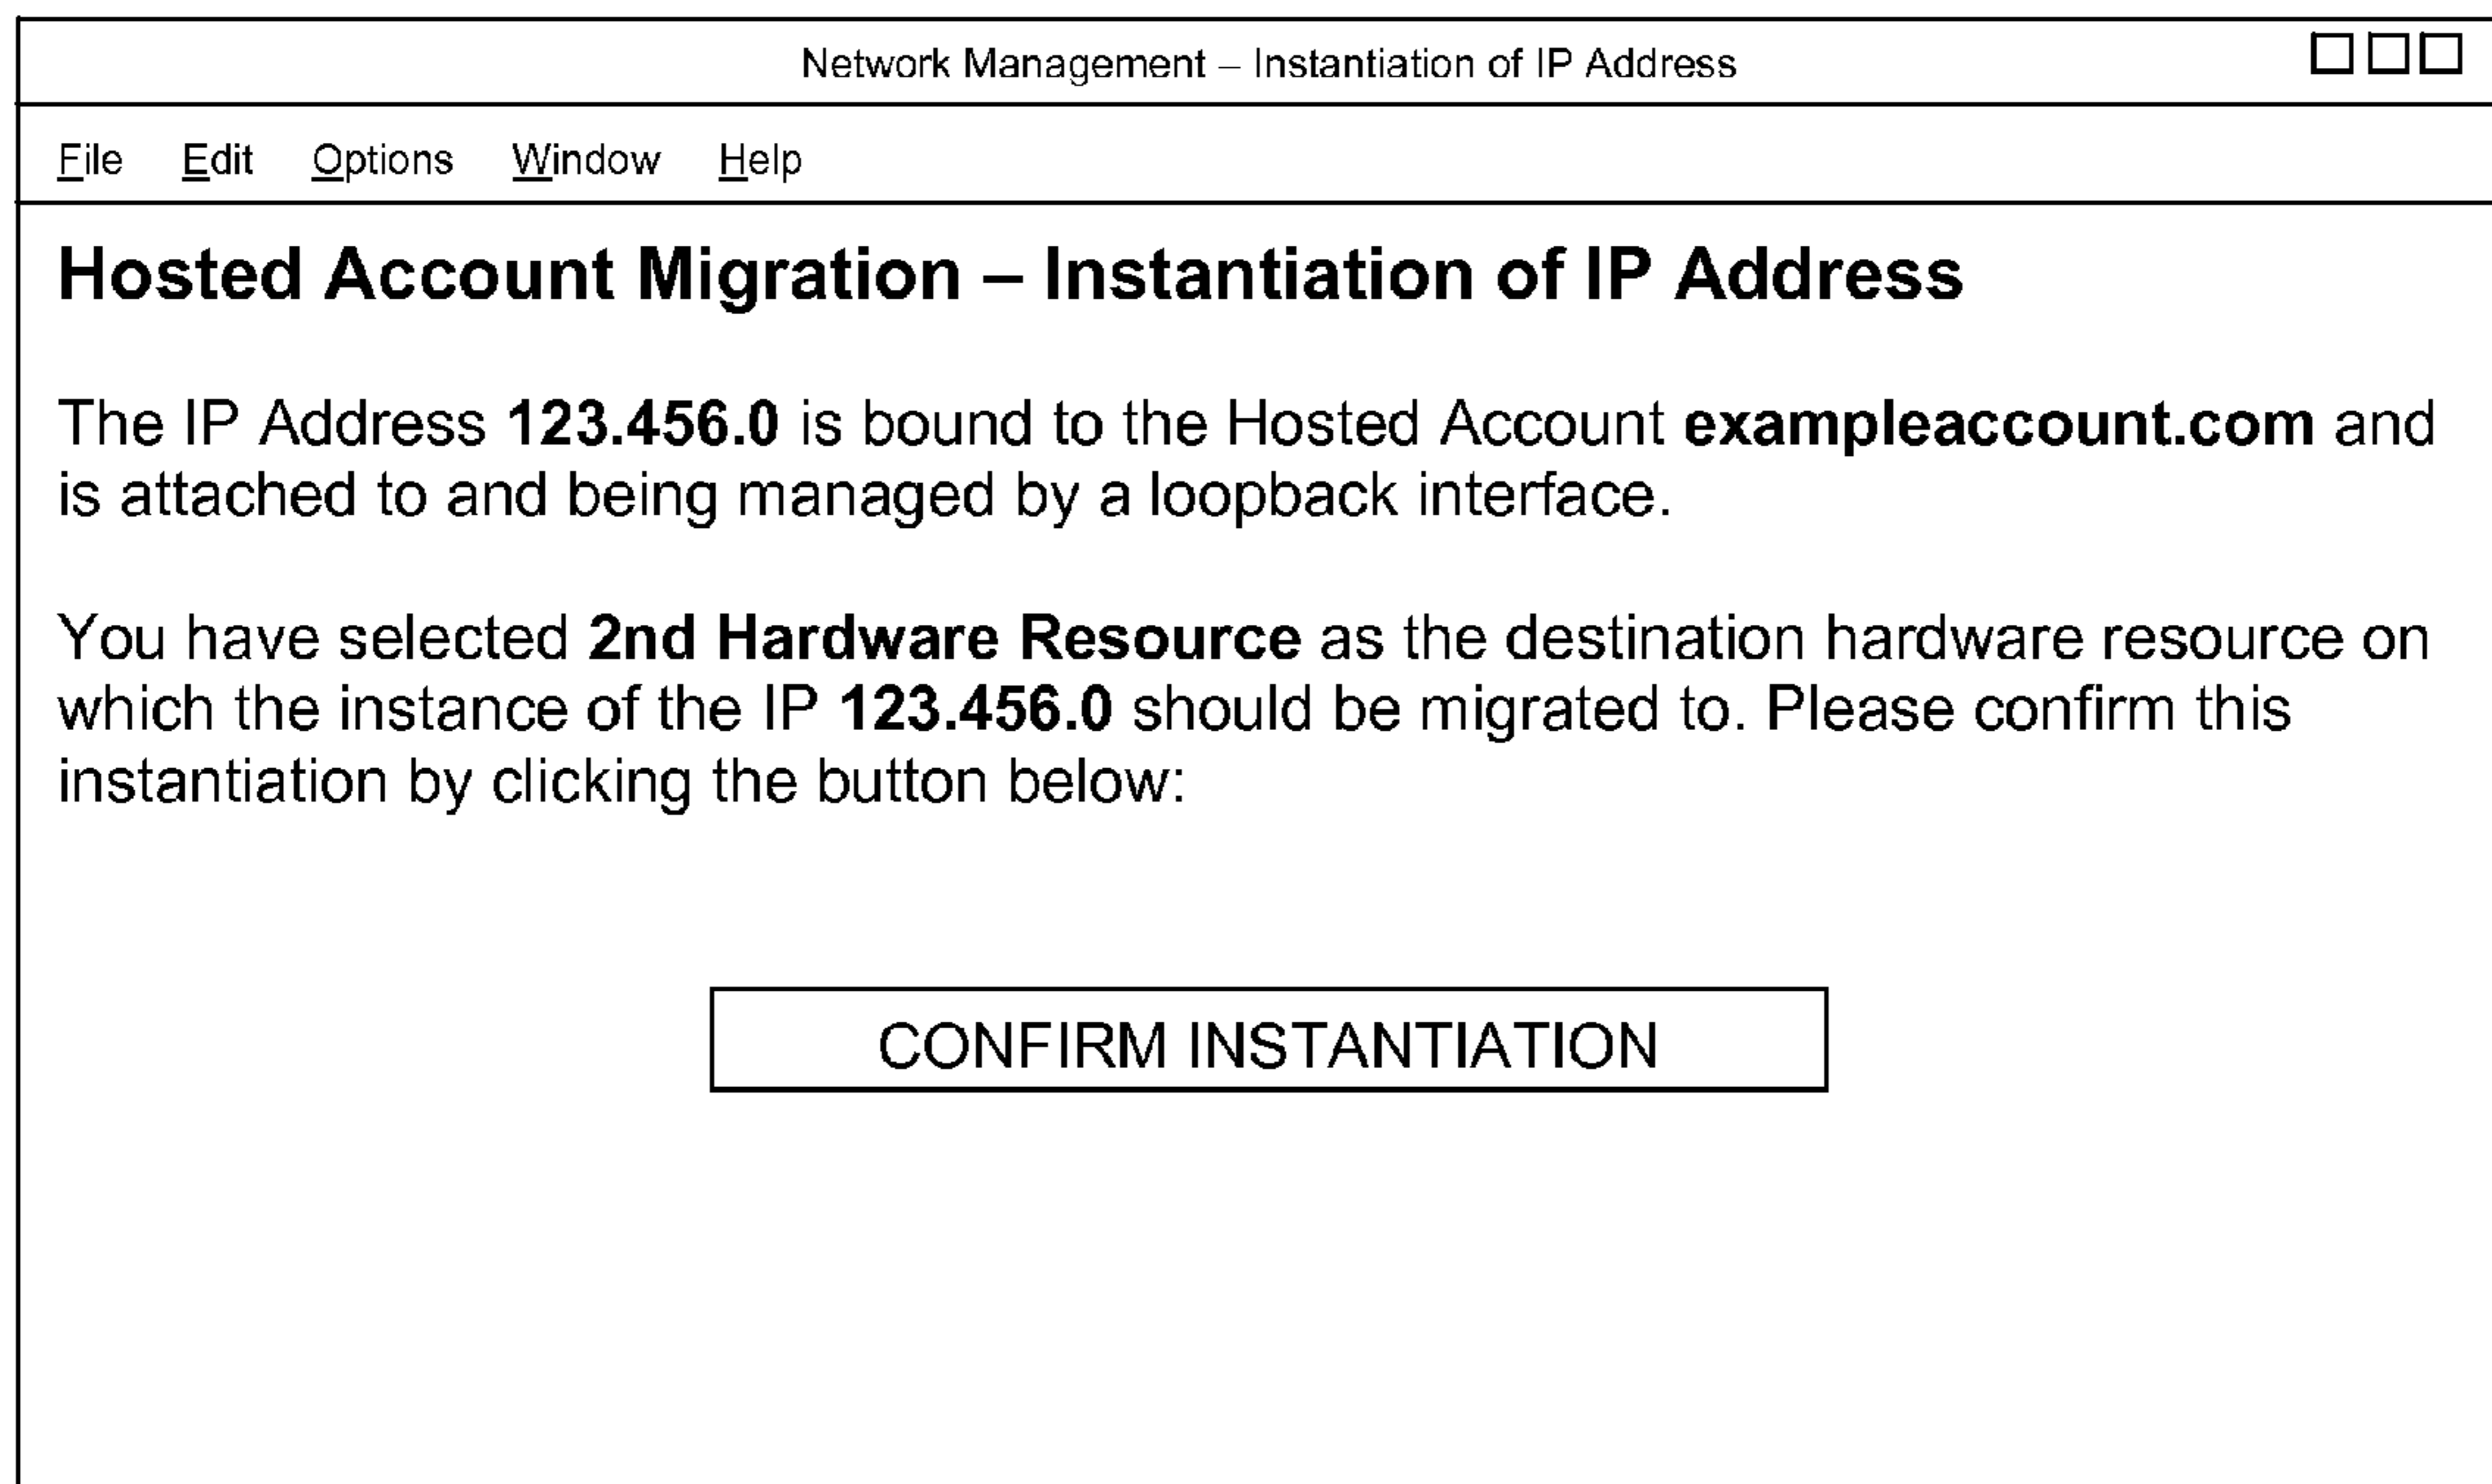 Network Management – Instantiation of IP Address
File Edit Options Window Help
Hosted Account Migration – Instantiation of IP Address
The IP Address 123.456.0 is bound to the Hosted Account exampleaccount.com and
is attached to and being managed by a loopback interface.
You have selected 2nd Hardware Resource as the destination hardware resource on
which the instance of the IP 123.456.0 should be migrated to. Please confirm this
instantiation by clicking the button below:
CONFIRM INSTANTIATION